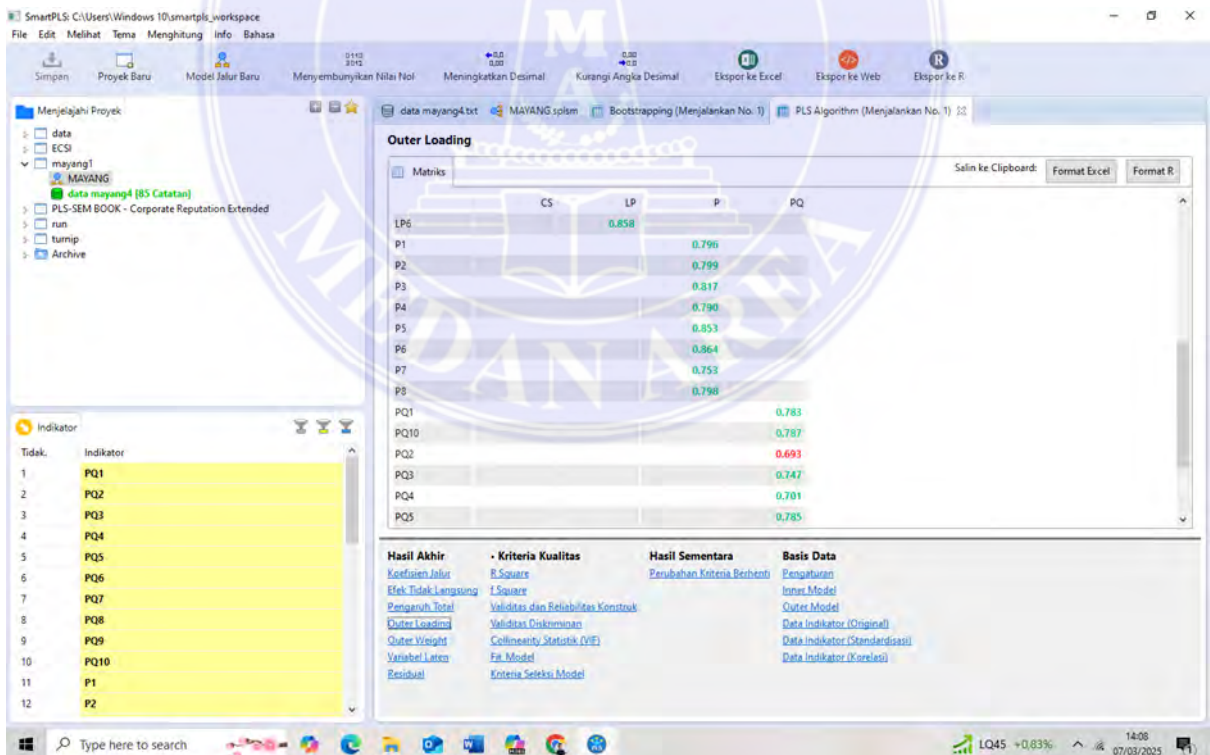 SmartPLS: C:\Users\Windows 10\smartpls_workspace
File Edit Melihat Tema Menghitung Info Bahasa
Simpan Proyek Baru Model Jalur Baru Menyembunyikan Nilai Nol Meningkatkan Desimal Kurangi Angka Desimal Ekspor ke Excel Ekspor ke Web Ekspor ke R
Menjelajahi Proyek
data
ECSI
mayang1
MAYANG
data mayang4 [85 Catatan]
PLS-SEM BOOK - Corporate Reputation Extended
run
turnip
Archive
Indikator
Tidak. Indikator
1 PQ1
2 PQ2
3 PQ3
4 PQ4
5 PQ5
6 PQ6
7 PQ7
8 PQ8
9 PQ9
10 PQ10
11 P1
12 P2
data mayang4.txt MAYANG.splsm Bootstrapping (Menjalankan No. 1) PLS Algorithm (Menjalankan No. 1)
Outer Loading
Matriks Salin ke Clipboard: Format Excel Format R
CS LP P PQ
LP6 0.858
P1 0.796
P2 0.799
P3 0.817
P4 0.790
P5 0.853
P6 0.864
P7 0.753
P8 0.798
PQ1 0.783
PQ10 0.787
PQ2 0.693
PQ3 0.747
PQ4 0.701
PQ5 0.785
Hasil Akhir Kriteria Kualitas Hasil Sementara Basis Data
Koefisien Jalur R Square Perubahan Kriteria Berhenti Pengaturan
Efek Tidak Langsung f Square Inner Model
Pengaruh Total Validitas dan Reliabilitas Konstruk Outer Model
Outer Loading Validitas Diskriminan Data Indikator (Original)
Outer Weight Collinearity Statistik (VIF) Data Indikator (Standardisasi)
Variabel Laten Fit Model Data Indikator (Korelasi)
Residual Kriteria Seleksi Model
MEDAN AREA
Type here to search LQ45 +0,83% 14:08
07/03/2025